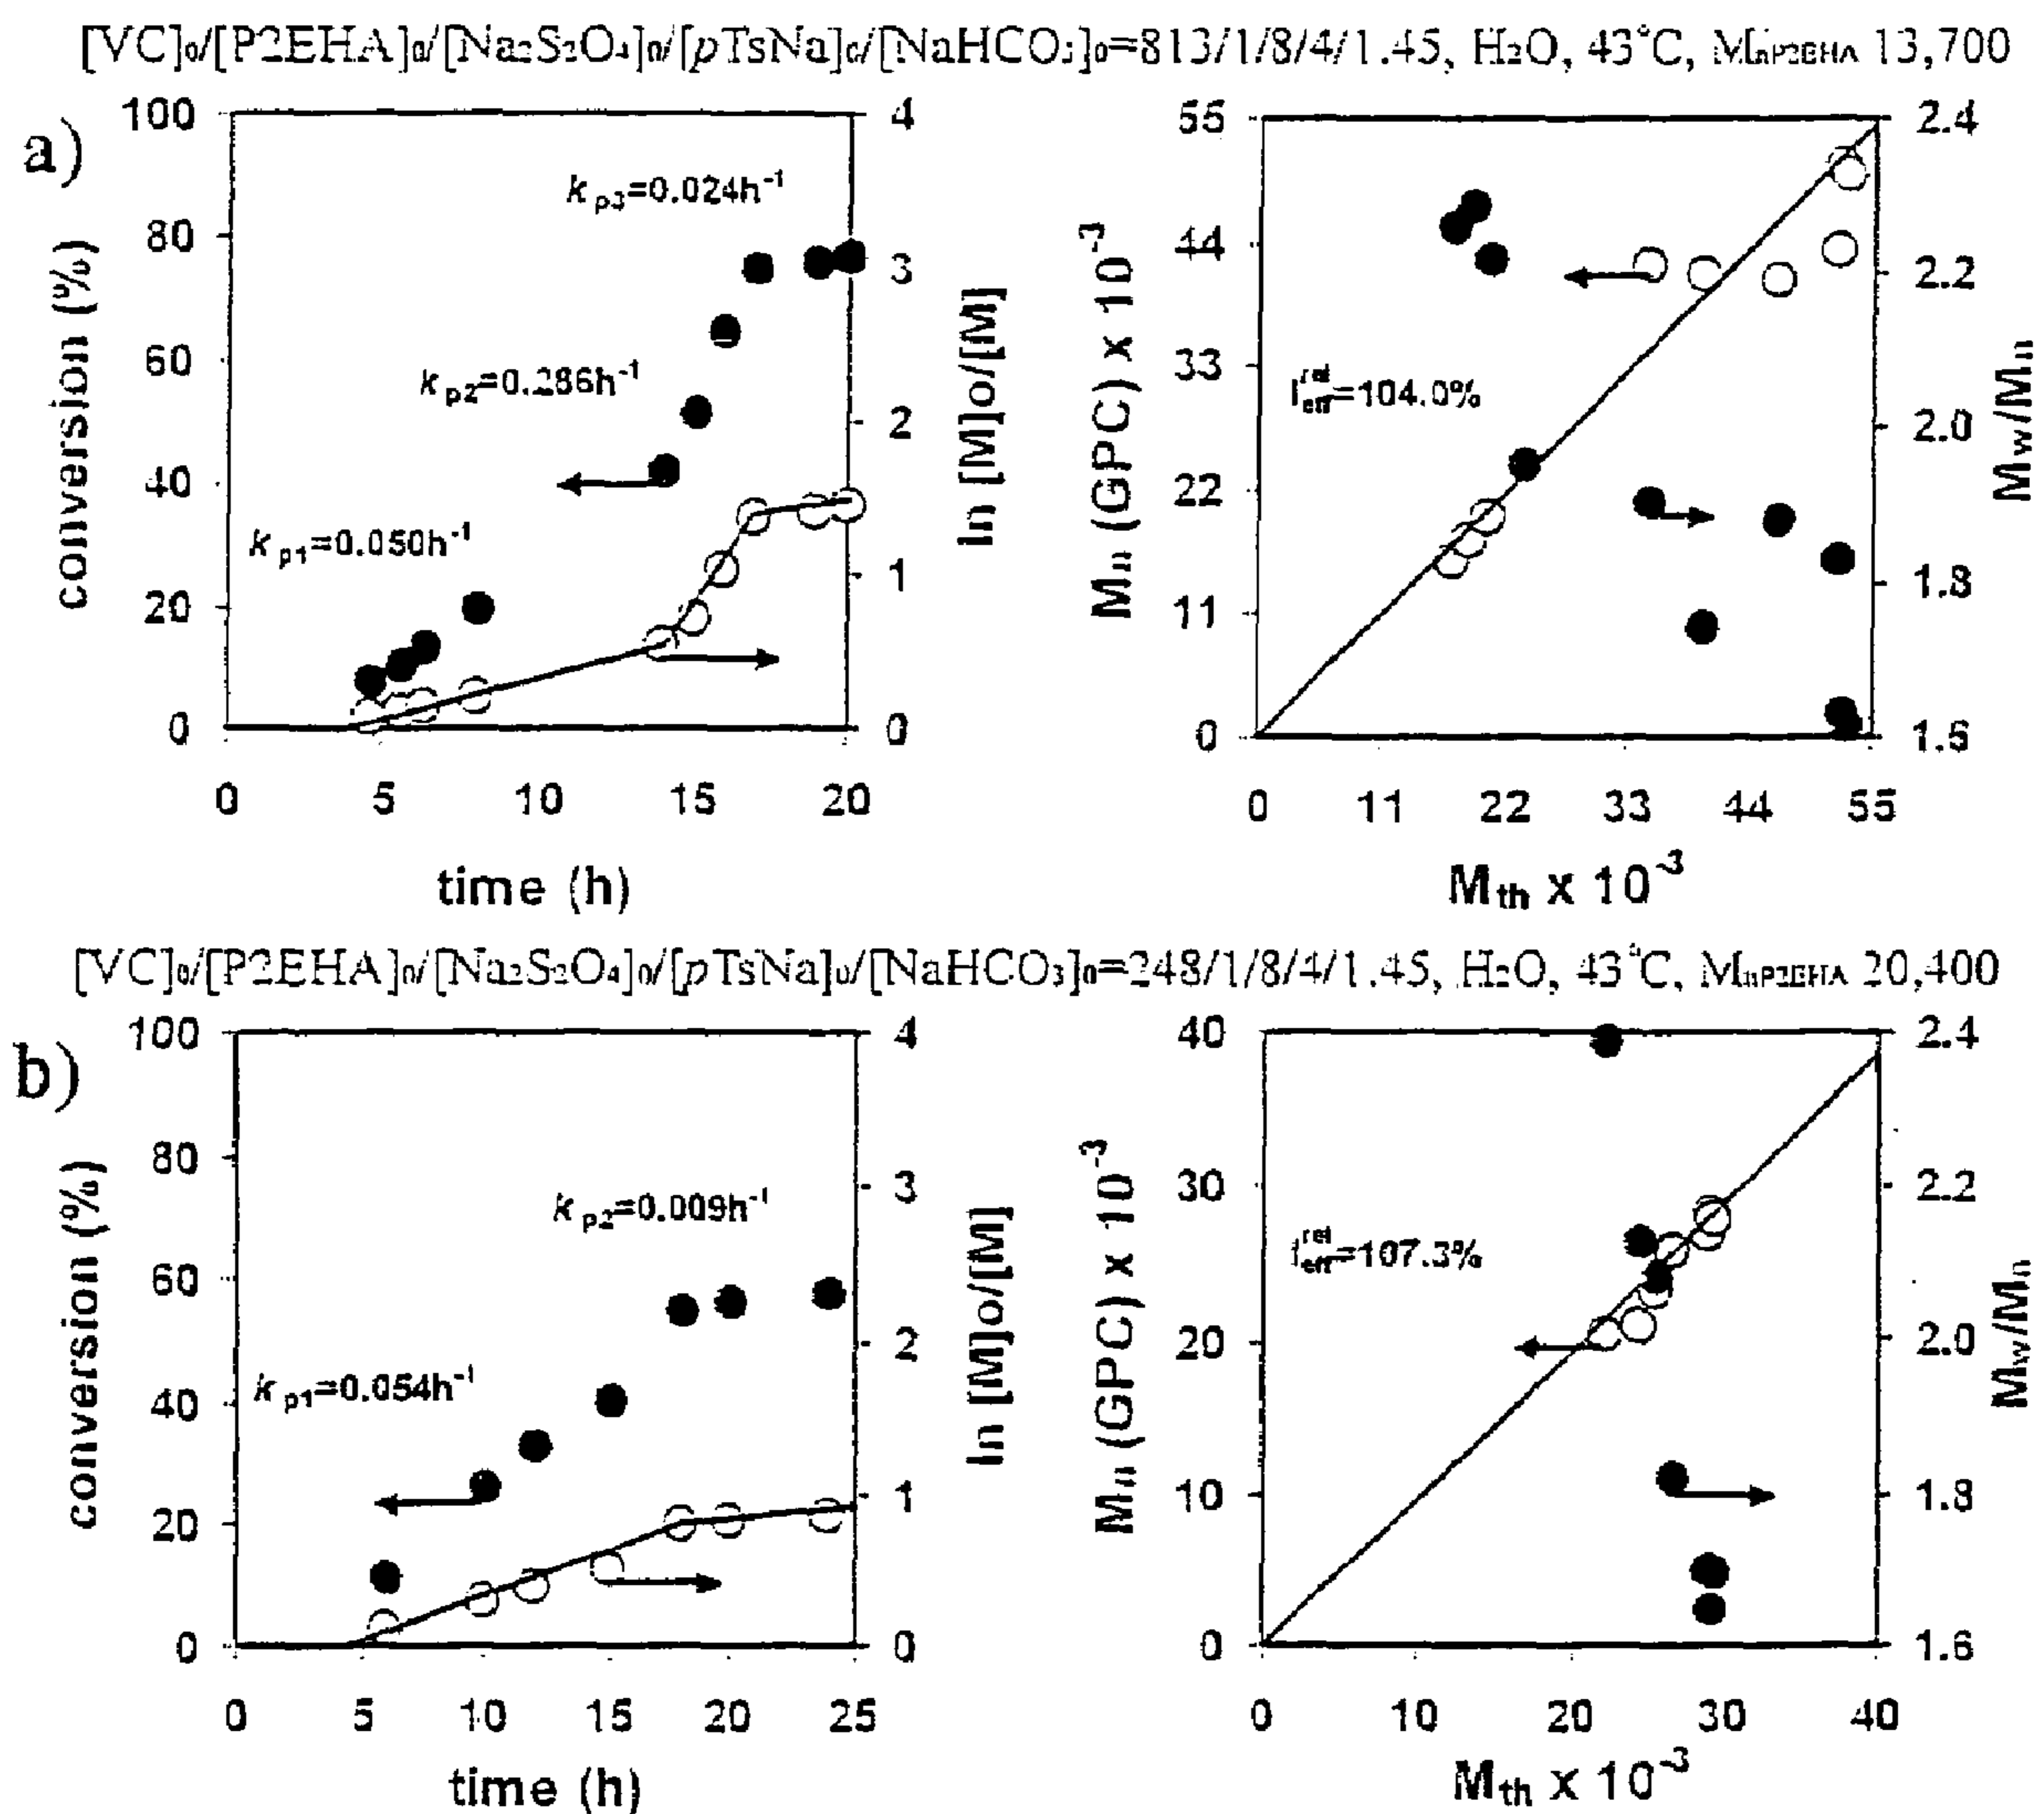 [VC]₀/[P2EHA]₀/[Na₂S₂O₄]₀/[pTsNa]₀/[NaHCO₃]₀=813/1/8/4/1.45, H₂O, 43°C, MnP2EHA 13,700
a)
100
80
60
40
20
0
conversion (%)
kp3=0.024h⁻¹
kp2=0.286h⁻¹
kp1=0.050h⁻¹
4
3
2
1
0
ln [M]o/[M]
0 5 10 15 20
time (h)
55
44
33
22
11
0
Mn (GPC) x 10⁻³
Ieff^rel=104.0%
2.4
2.2
2.0
1.8
1.6
Mw/Mn
0 11 22 33 44 55
Mth x 10⁻³
[VC]₀/[P2EHA]₀/[Na₂S₂O₄]₀/[pTsNa]₀/[NaHCO₃]₀=248/1/8/4/1.45, H₂O, 43°C, MnP2EHA 20,400
b)
100
80
60
40
20
0
conversion (%)
kp2=0.009h⁻¹
kp1=0.054h⁻¹
4
3
2
1
0
ln [M]o/[M]
0 5 10 15 20 25
time (h)
40
30
20
10
0
Mn (GPC) x 10⁻³
Ieff^rel=107.3%
2.4
2.2
2.0
1.8
1.6
Mw/Mn
0 10 20 30 40
Mth x 10⁻³